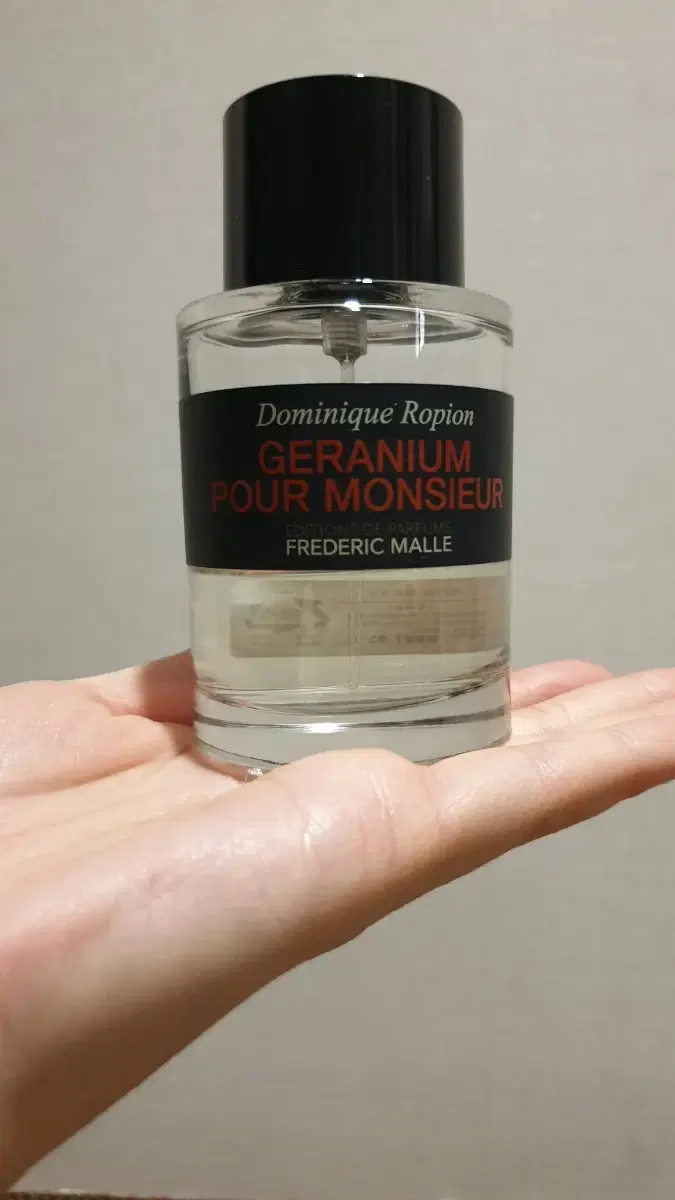 Dominique Ropion
GERANIUM
POUR MONSIEUR
EDITIONS DE PARFUMS
FREDERIC MALLE